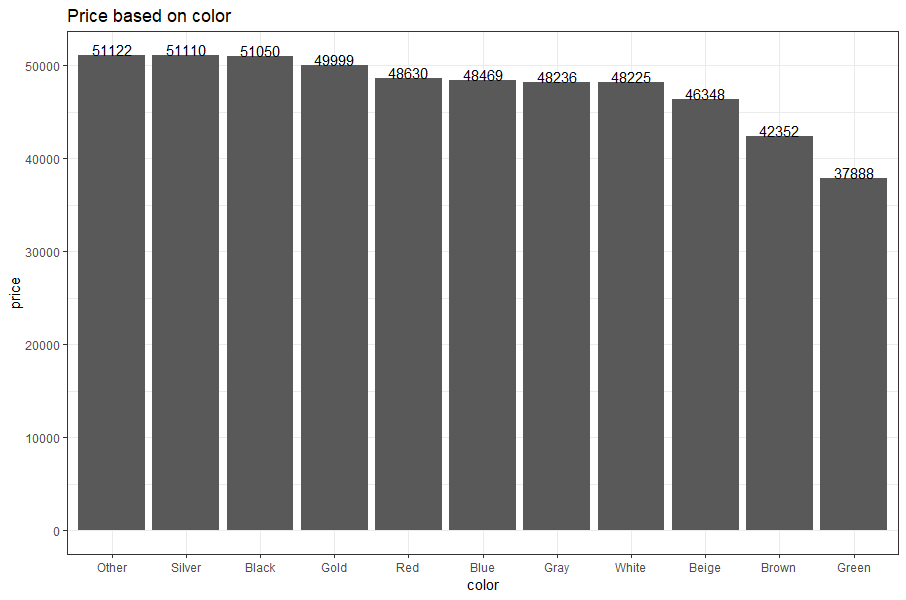 Price based on color
51122 51110 51050 49999 48630 48469 48236 48225 46348 42352 37888
50000
40000
30000
20000
10000
0
price
Other Silver Black Gold Red Blue Gray White Beige Brown Green
color